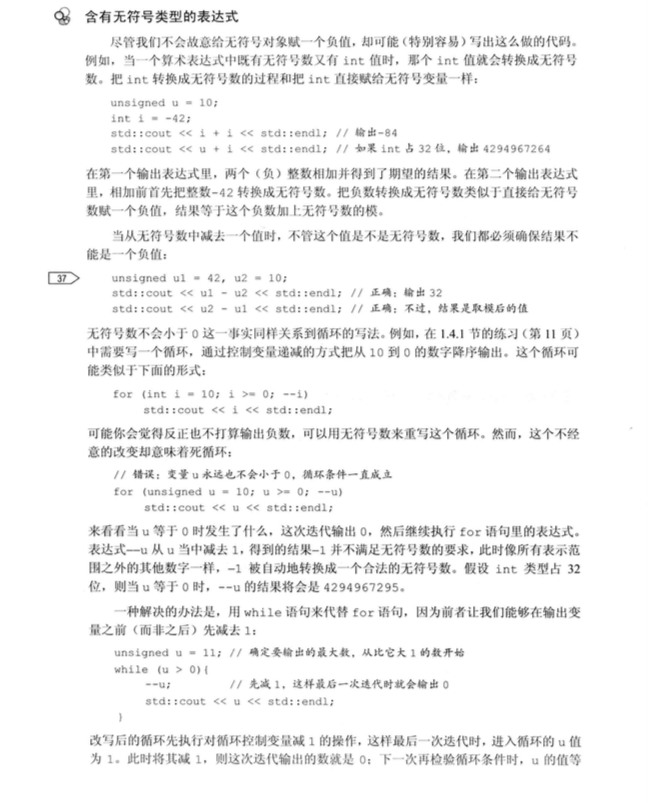 含有无符号类型的表达式
尽管我们不会故意给无符号对象赋一个负值，却可能（特别容易）写出这么做的代码。
例如，当一个算术表达式中既有无符号数又有 int 值时，那个 int 值就会转换成无符号
数。把 int 转换成无符号数的过程和把 int 直接赋给无符号变量一样：
unsigned u = 10;
int i = -42;
std::cout << i + i << std::endl; // 输出-84
std::cout << u + i << std::endl; // 如果 int 占 32 位，输出 4294967264
在第一个输出表达式里，两个（负）整数相加并得到了期望的结果。在第二个输出表达式
里，相加前首先把整数-42 转换成无符号数。把负数转换成无符号数类似于直接给无符号
数赋一个负值，结果等于这个负数加上无符号数的模。
当从无符号数中减去一个值时，不管这个值是不是无符号数，我们都必须确保结果不
能是一个负值：
37
unsigned u1 = 42, u2 = 10;
std::cout << u1 - u2 << std::endl; // 正确：输出 32
std::cout << u2 - u1 << std::endl; // 正确：不过，结果是取模后的值
无符号数不会小于 0 这一事实同样关系到循环的写法。例如，在 1.4.1 节的练习（第 11 页）
中需要写一个循环，通过控制变量递减的方式把从 10 到 0 的数字降序输出。这个循环可
能类似于下面的形式：
for (int i = 10; i >= 0; --i)
std::cout << i << std::endl;
可能你会觉得反正也不打算输出负数，可以用无符号数来重写这个循环。然而，这个不经
意的改变却意味着死循环：
// 错误：变量 u 永远也不会小于 0，循环条件一直成立
for (unsigned u = 10; u >= 0; --u)
std::cout << u << std::endl;
来看看当 u 等于 0 时发生了什么，这次迭代输出 0，然后继续执行 for 语句里的表达式。
表达式--u 从 u 当中减去 1，得到的结果-1 并不满足无符号数的要求，此时像所有表示范
围之外的其他数字一样，-1 被自动地转换成一个合法的无符号数。假设 int 类型占 32
位，则当 u 等于 0 时，--u 的结果将会是 4294967295。
一种解决的办法是，用 while 语句来代替 for 语句，因为前者让我们能够在输出变
量之前（而非之后）先减去 1：
unsigned u = 11; // 确定要输出的最大数，从比它大 1 的数开始
while (u > 0){
--u; // 先减 1，这样最后一次迭代时就会输出 0
std::cout << u << std::endl;
}
改写后的循环先执行对循环控制变量减 1 的操作，这样最后一次迭代时，进入循环的 u 值
为 1。此时将其减 1，则这次迭代输出的数就是 0；下一次再检验循环条件时，u 的值等